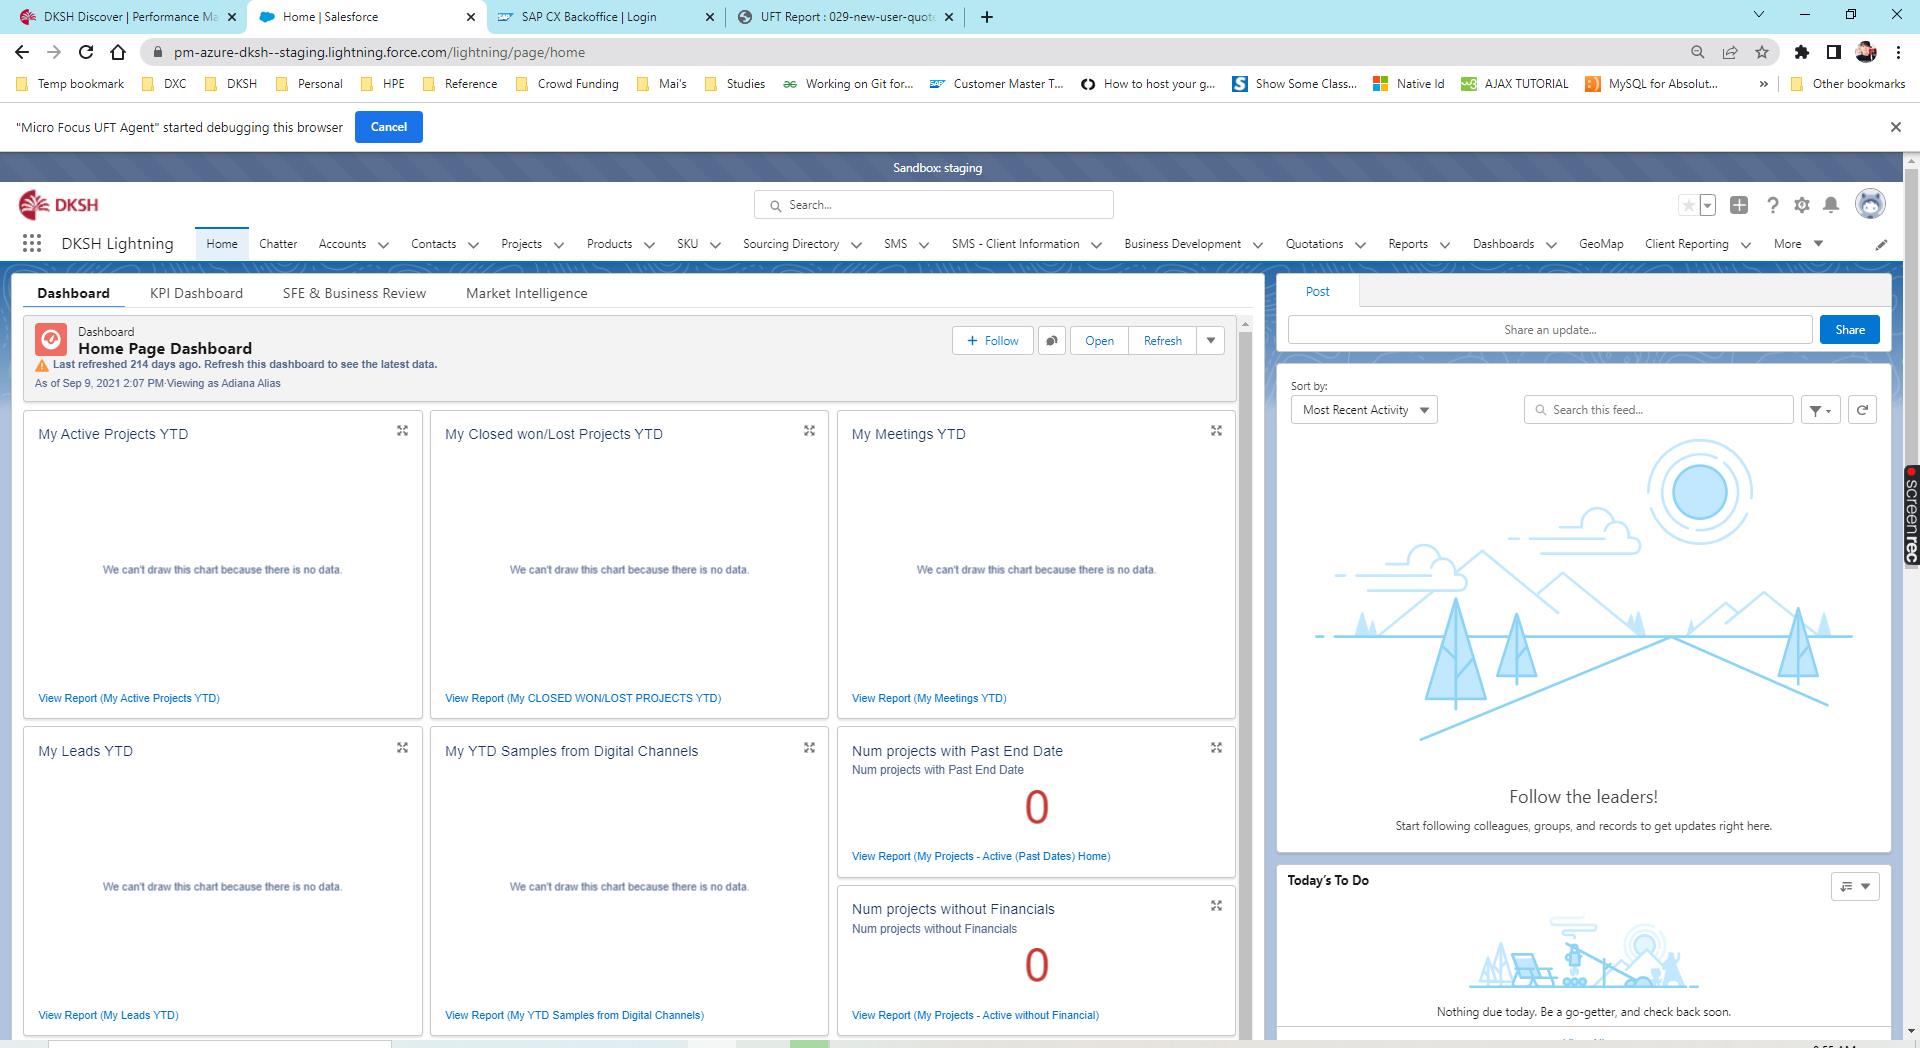 DKSH Discover | Performance Ma
Home | Salesforce
SAP CX Backoffice | Login
UFT Report : 029-new-user-quot
pm-azure-dksh--staging.lightning.force.com/lightning/page/home
Temp bookmark
DXC
DKSH
Personal
HPE
Reference
Crowd Funding
Mai's
Studies
Working on Git for...
Customer Master T...
How to host your g...
Show Some Class...
Native Id
AJAX TUTORIAL
MySQL for Absolut...
»
Other bookmarks
"Micro Focus UFT Agent" started debugging this browser
Cancel
Sandbox: staging
DKSH
Search...
DKSH Lightning
Home
Chatter
Accounts
Contacts
Projects
Products
SKU
Sourcing Directory
SMS
SMS - Client Information
Business Development
Quotations
Reports
Dashboards
GeoMap
Client Reporting
More
Dashboard
KPI Dashboard
SFE & Business Review
Market Intelligence
Dashboard
Home Page Dashboard
Last refreshed 214 days ago. Refresh this dashboard to see the latest data.
As of Sep 9, 2021 2:07 PM·Viewing as Adiana Alias
+ Follow
Open
Refresh
My Active Projects YTD
We can't draw this chart because there is no data.
View Report (My Active Projects YTD)
My Closed won/Lost Projects YTD
We can't draw this chart because there is no data.
View Report (My CLOSED WON/LOST PROJECTS YTD)
My Meetings YTD
We can't draw this chart because there is no data.
View Report (My Meetings YTD)
My Leads YTD
We can't draw this chart because there is no data.
View Report (My Leads YTD)
My YTD Samples from Digital Channels
We can't draw this chart because there is no data.
View Report (My YTD Samples from Digital Channels)
Num projects with Past End Date
Num projects with Past End Date
0
View Report (My Projects - Active (Past Dates) Home)
Num projects without Financials
Num projects without Financials
0
View Report (My Projects - Active without Financial)
Post
Share an update...
Share
Sort by:
Most Recent Activity
Search this feed...
Follow the leaders!
Start following colleagues, groups, and records to get updates right here.
Today's To Do
Nothing due today. Be a go-getter, and check back soon.
screenrec